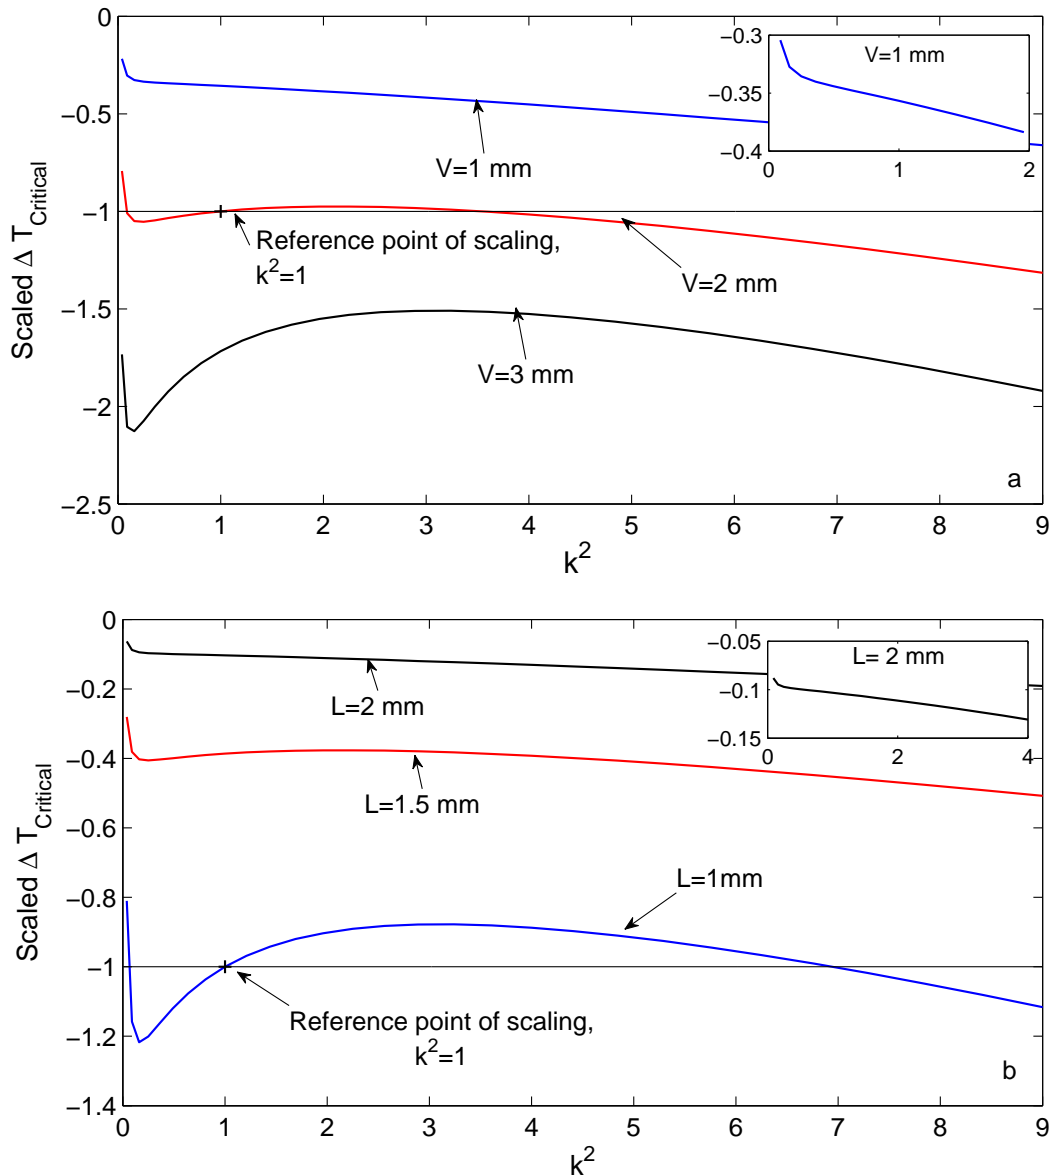 0
−0.5
−1
−1.5
−2
−2.5
Scaled Δ T_Critical
V=1 mm
−0.3
−0.35
−0.4
0 1 2
V=1 mm
Reference point of scaling,
k^2=1
V=2 mm
V=3 mm
a
0 1 2 3 4 5 6 7 8 9
k^2
0
−0.2
−0.4
−0.6
−0.8
−1
−1.2
−1.4
Scaled Δ T_Critical
L= 2 mm
−0.05
−0.1
−0.15
0 2 4
L=2 mm
L=1.5 mm
L=1mm
Reference point of scaling,
k^2=1
b
0 1 2 3 4 5 6 7 8 9
k^2